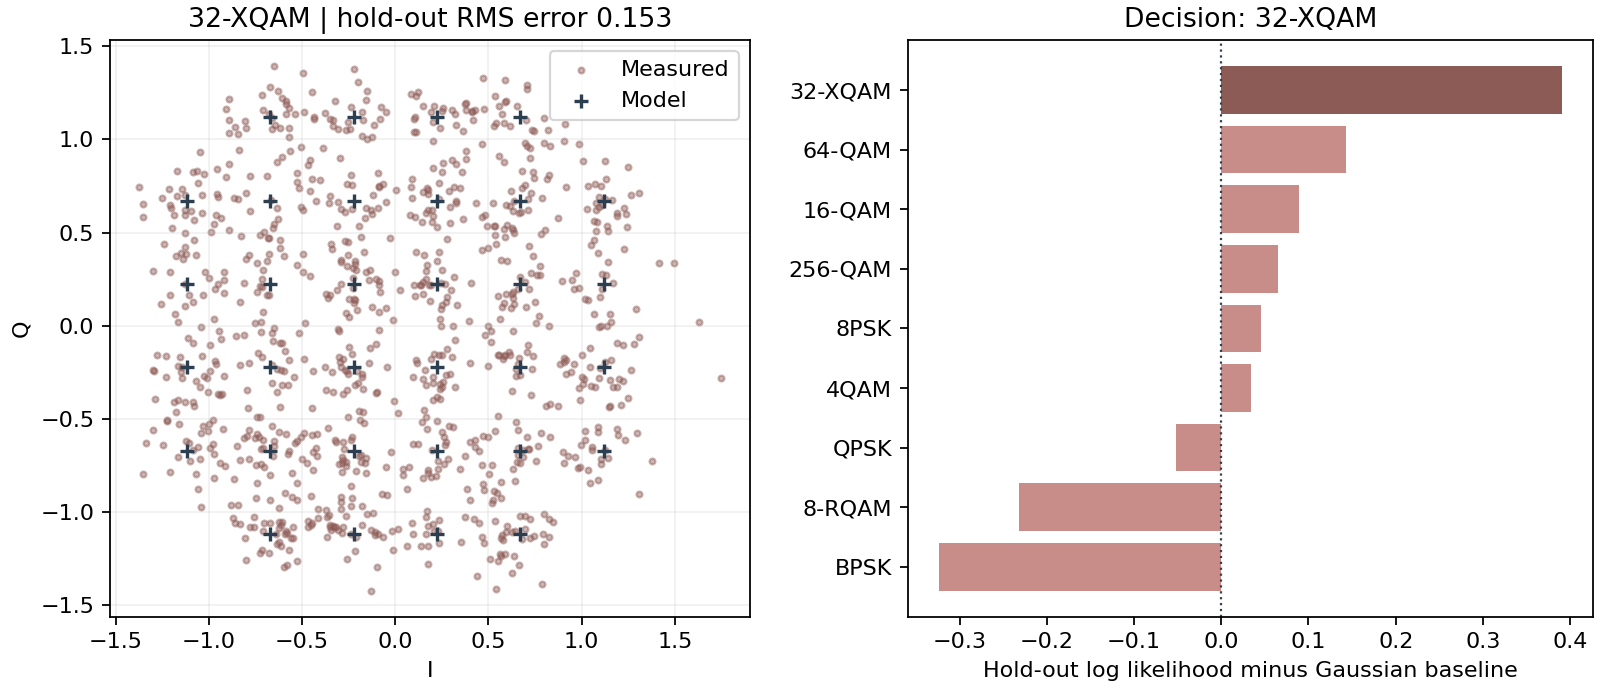 32-XQAM | hold-out RMS error 0.153
1.5
1.0
0.5
0.0
−0.5
−1.0
−1.5
Q
Measured
Model
−1.5
−1.0
−0.5
0.0
0.5
1.0
1.5
I
Decision: 32-XQAM
32-XQAM
64-QAM
16-QAM
256-QAM
8PSK
4QAM
QPSK
8-RQAM
BPSK
−0.3
−0.2
−0.1
0.0
0.1
0.2
0.3
0.4
Hold-out log likelihood minus Gaussian baseline